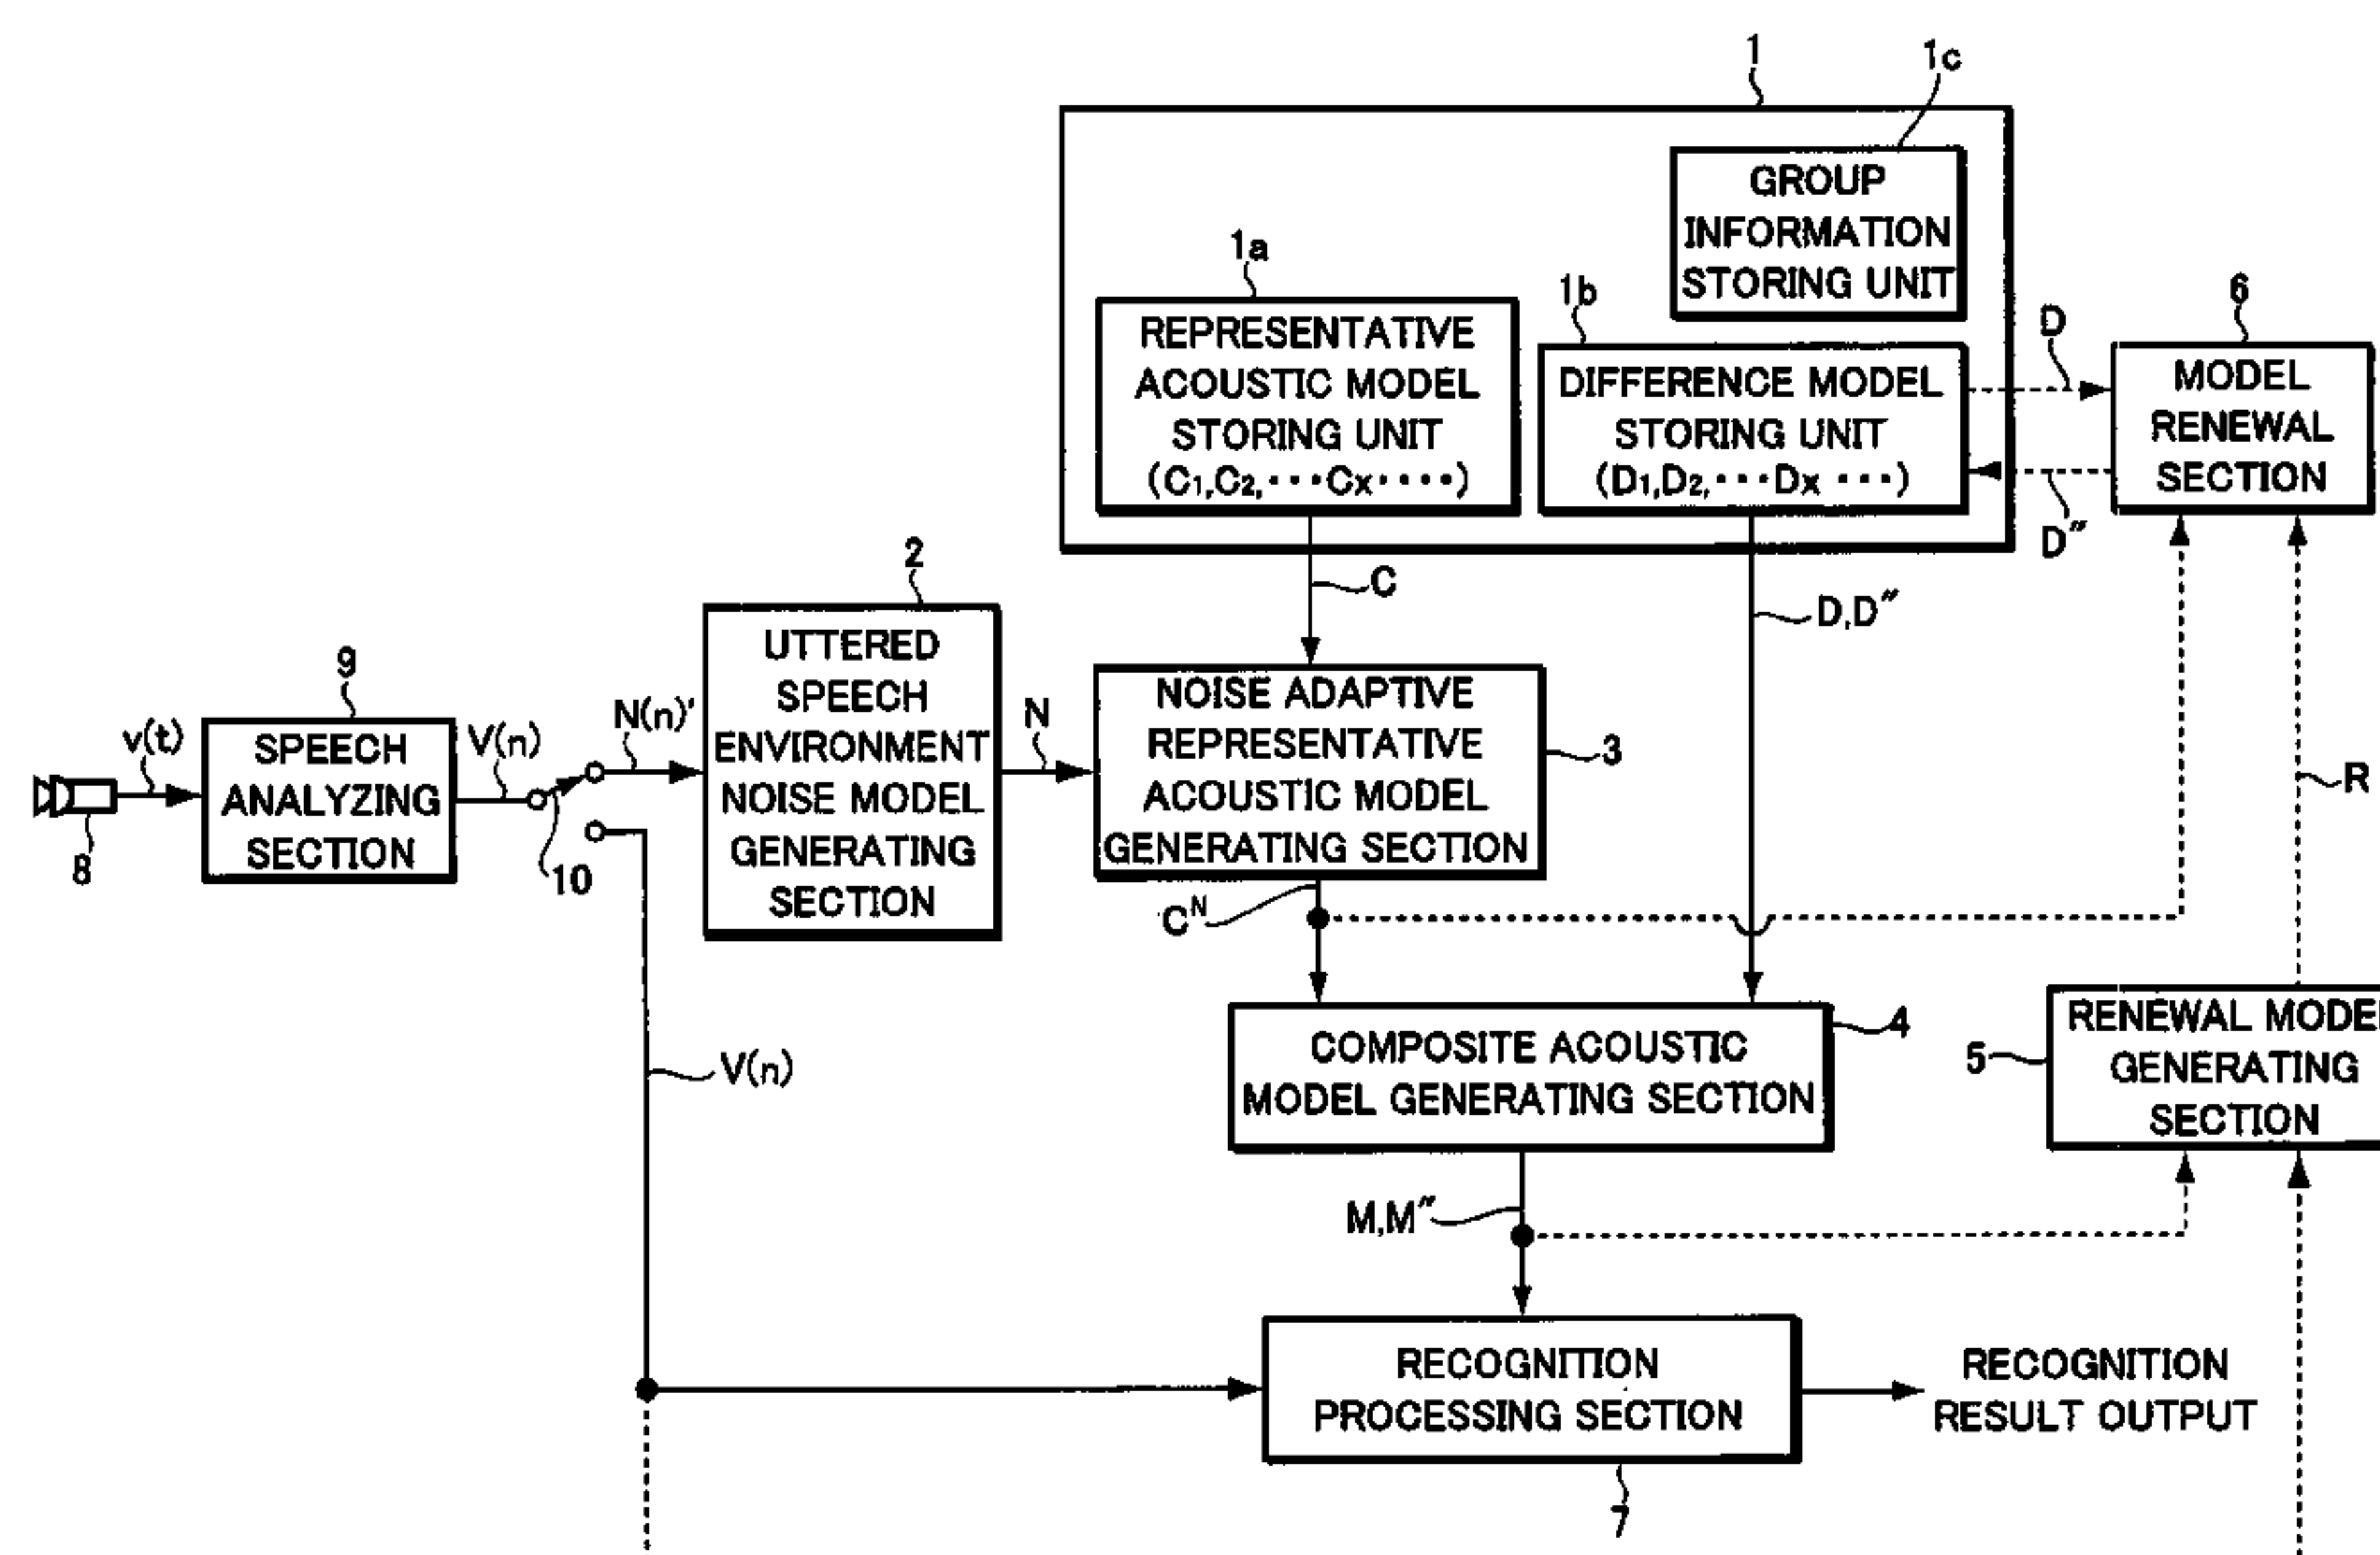 1
1c
GROUP
INFORMATION
STORING UNIT
1a
REPRESENTATIVE
ACOUSTIC MODEL
STORING UNIT
(C1,C2,···Cx····)
1b
DIFFERENCE MODEL
STORING UNIT
(D1,D2,···Dx ···)
D
D″
6
MODEL
RENEWAL
SECTION
2
UTTERED
SPEECH
ENVIRONMENT
NOISE MODEL
GENERATING
SECTION
C
D,D″
9
v(t)
SPEECH
ANALYZING
SECTION
8
V(n)
10
N(n)'
N
NOISE ADAPTIVE
REPRESENTATIVE
ACOUSTIC MODEL
GENERATING SECTION
3
R
C^N
V(n)
COMPOSITE ACOUSTIC
MODEL GENERATING SECTION
4
5
RENEWAL MODE
GENERATING
SECTION
M,M″
RECOGNITION
PROCESSING SECTION
7
RECOGNITION
RESULT OUTPUT